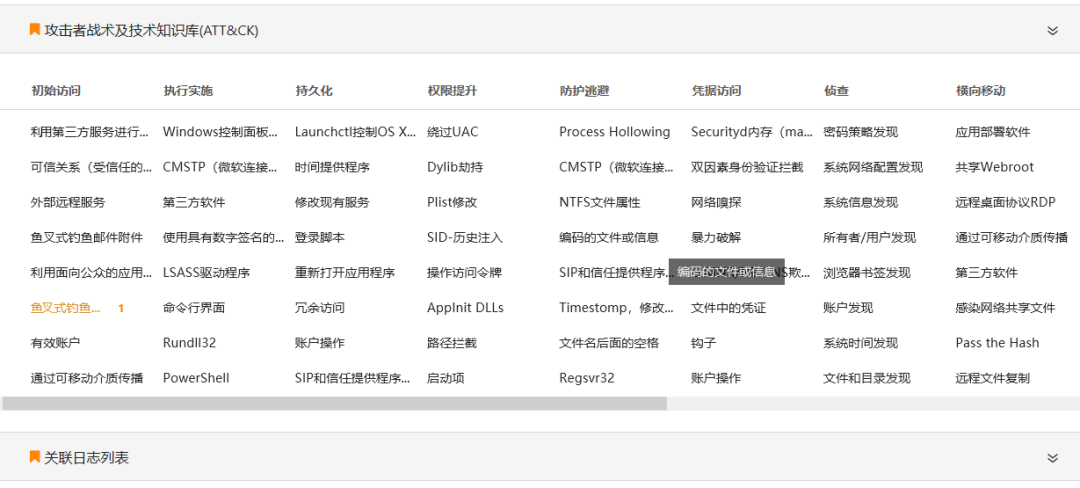 攻击者战术及技术知识库(ATT&CK)
初始访问 执行实施 持久化 权限提升 防护逃避 凭据访问 侦查 横向移动
利用第三方服务进行... Windows控制面板... Launchctl控制OS X... 绕过UAC Process Hollowing Securityd内存（ma... 密码策略发现 应用部署软件
可信关系（受信任的... CMSTP（微软连接... 时间提供程序 Dylib劫持 CMSTP（微软连接... 双因素身份验证拦截 系统网络配置发现 共享Webroot
外部远程服务 第三方软件 修改现有服务 Plist修改 NTFS文件属性 网络嗅探 系统信息发现 远程桌面协议RDP
鱼叉式钓鱼邮件附件 使用具有数字签名的... 登录脚本 SID-历史注入 编码的文件或信息 暴力破解 所有者/用户发现 通过可移动介质传播
利用面向公众的应用... LSASS驱动程序 重新打开应用程序 操作访问令牌 SIP和信任提供程序... 编码的文件或信息 NS欺... 浏览器书签发现 第三方软件
鱼叉式钓鱼... 1 命令行界面 冗余访问 AppInit DLLs Timestomp，修改... 文件中的凭证 账户发现 感染网络共享文件
有效账户 Rundll32 账户操作 路径拦截 文件名后面的空格 钩子 系统时间发现 Pass the Hash
通过可移动介质传播 PowerShell SIP和信任提供程序... 启动项 Regsvr32 账户操作 文件和目录发现 远程文件复制
关联日志列表